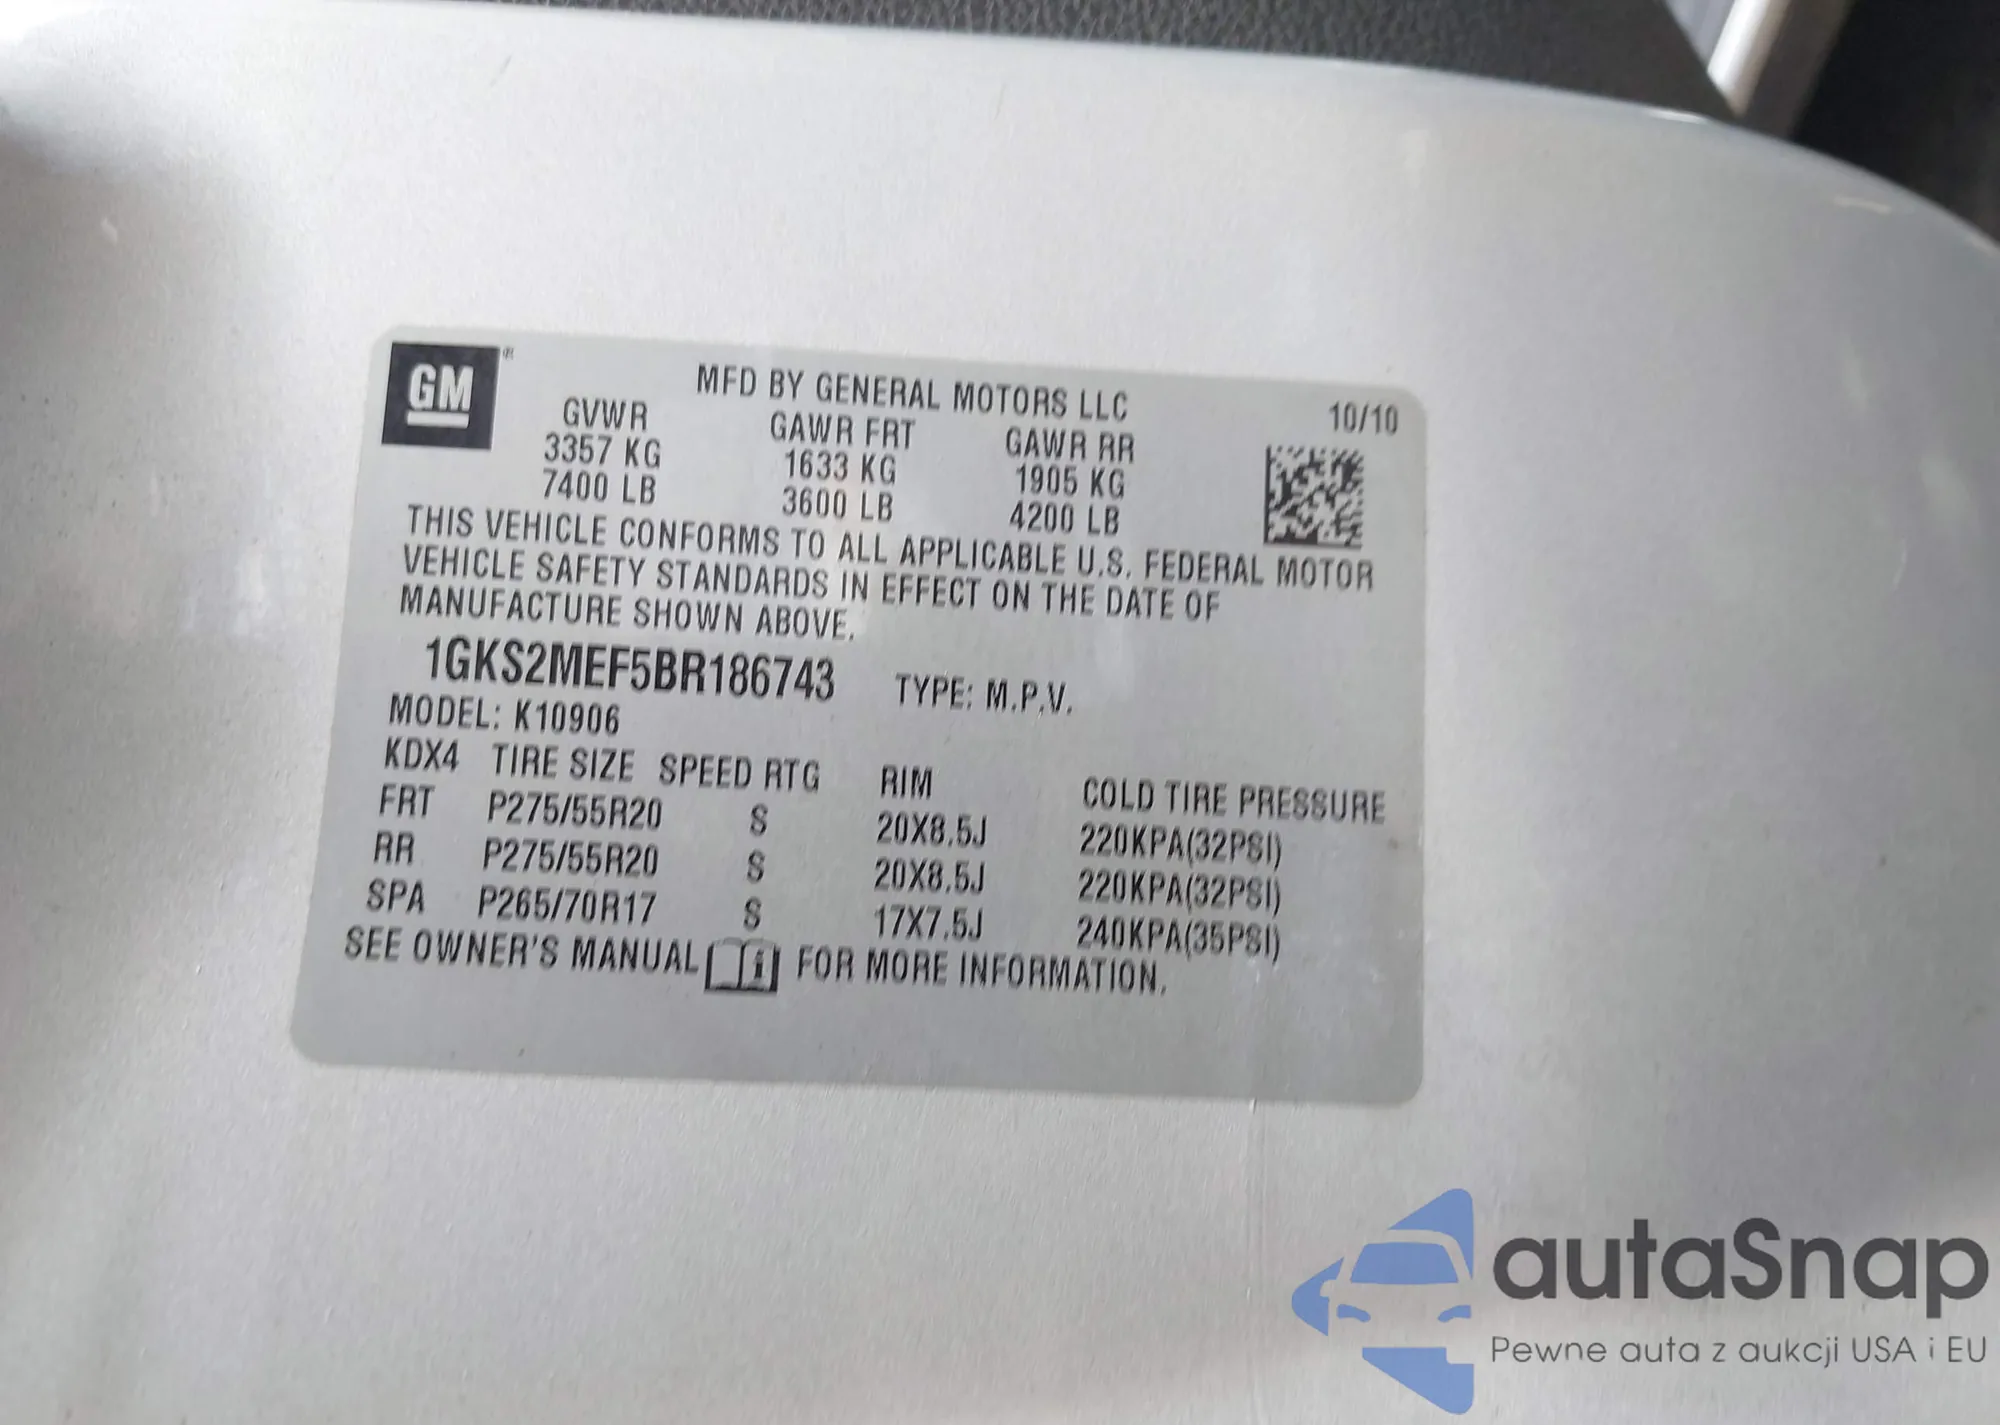 GM
MFD BY GENERAL MOTORS LLC
10/10
GVWR GAWR FRT GAWR RR
3357 KG 1633 KG 1905 KG
7400 LB 3600 LB 4200 LB
THIS VEHICLE CONFORMS TO ALL APPLICABLE U.S. FEDERAL MOTOR
VEHICLE SAFETY STANDARDS IN EFFECT ON THE DATE OF
MANUFACTURE SHOWN ABOVE.
1GKS2MEF5BR186743 TYPE: M.P.V.
MODEL: K10906
KDX4 TIRE SIZE SPEED RTG RIM COLD TIRE PRESSURE
FRT P275/55R20 S 20X8.5J 220KPA(32PSI)
RR P275/55R20 S 20X8.5J 220KPA(32PSI)
SPA P265/70R17 S 17X7.5J 240KPA(35PSI)
SEE OWNER'S MANUAL FOR MORE INFORMATION.
autaSnap
Pewne auta z aukcji USA i EU